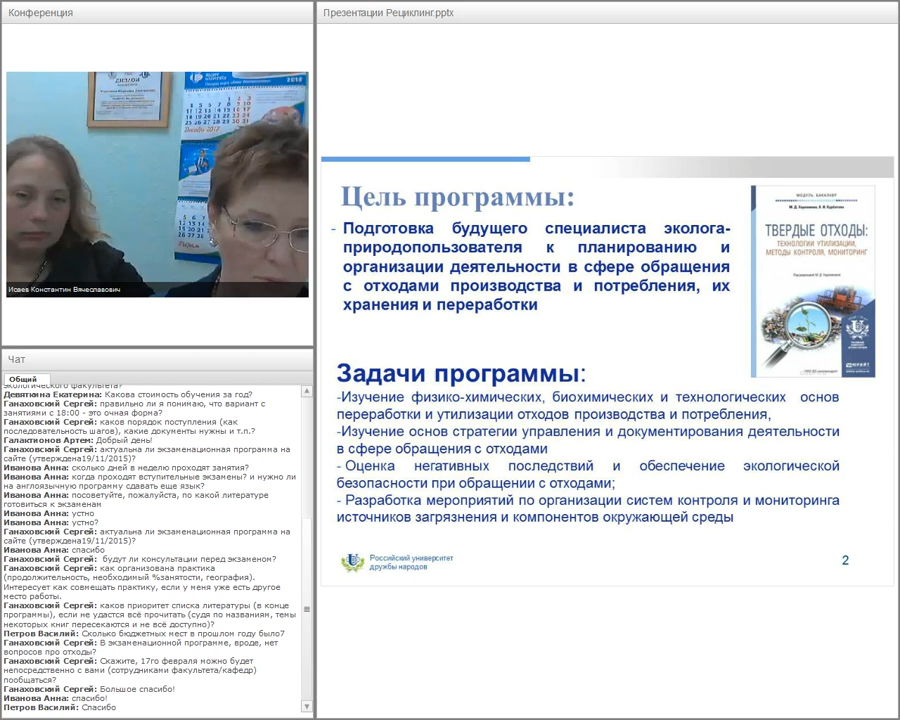 Конференция
ДИПЛОМ
2018
Декабрь 2017
Исаев Константин Вячеславович
Чат
Общий
экологического факультета?
Девяткина Екатерина: Какова стоимость обучения за год?
Ганаховский Сергей: правильно ли я понимаю, что вариант с
занятиями с 18:00 - это очная форма?
Ганаховский Сергей: каков порядок поступления (как
последовательность шагов), какие документы нужны и т.п.?
Галактионов Артем: Добрый день!
Ганаховский Сергей: актуальна ли экзаменационная программа на
сайте (утверждена19/11/2015)?
Иванова Анна: сколько дней в неделю проходят занятия?
Иванова Анна: когда проходят вступительные экзамены? и нужно ли
на англоязычную программу сдавать еще язык?
Иванова Анна: посоветуйте, пожалуйста, по какой литературе
готовиться к экзаменан
Иванова Анна: устно
Иванова Анна: устно?
Ганаховский Сергей: актуальна ли экзаменационная программа на
сайте (утверждена19/11/2015)?
Иванова Анна: спасибо
Ганаховский Сергей: будут ли консультации перед экзаменом?
Ганаховский Сергей: как организована практика
(продолжительность, необходимый %занятости, география).
Интересует как совмещать практику, если у меня уже есть другое
место работы.
Ганаховский Сергей: каков приоритет списка литературы (в конце
программы), если не удастся всё прочитать (судя по названиям, темы
некоторых книг пересекаются и не всё доступно)?
Петров Василий: Сколько бюджетных мест в прошлом году было?
Ганаховский Сергей: В экзаменационной программе, вроде, нет
вопросов про отходы?
Ганаховский Сергей: Скажите, 17го февраля можно будет
непосредственно с вами (сотрудниками факультета/кафедр)
пообщаться?
Ганаховский Сергей: Большое спасибо!
Иванова Анна: спасибо!
Петров Василий: Спасибо
Презентации Рециклинг.pptx
Цель программы:
- Подготовка будущего специалиста эколога-
природопользователя к планированию и
организации деятельности в сфере обращения
с отходами производства и потребления, их
хранения и переработки
ТВЕРДЫЕ ОТХОДЫ:
ТЕХНОЛОГИИ УТИЛИЗАЦИИ,
МЕТОДЫ КОНТРОЛЯ, МОНИТОРИНГ
Задачи программы:
-Изучение физико-химических, биохимических и технологических основ
переработки и утилизации отходов производства и потребления,
-Изучение основ стратегии управления и документирования деятельности
в сфере обращения с отходами
- Оценка негативных последствий и обеспечение экологической
безопасности при обращении с отходами;
- Разработка мероприятий по организации систем контроля и мониторинга
источников загрязнения и компонентов окружающей среды
Российский университет
дружбы народов
2